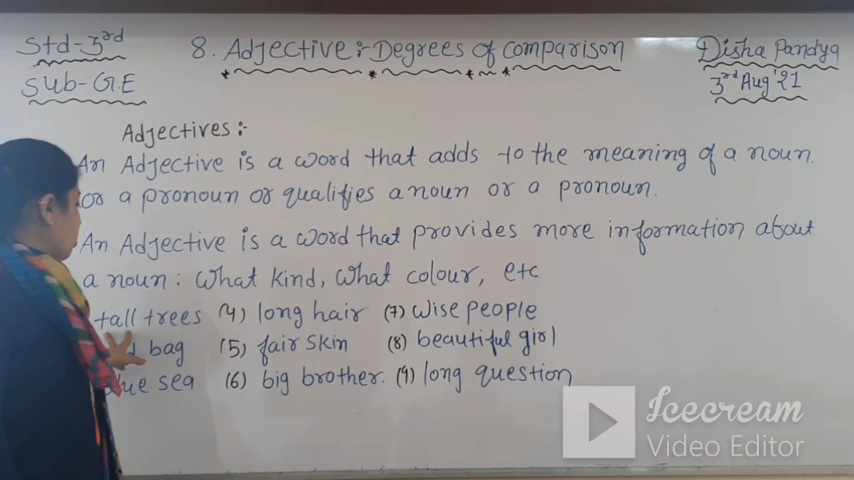 Std-3rd
8. Adjective:- Degrees of comparison
Disha Pandya
Sub-G.E
3rd Aug'21
Adjectives:-
An Adjective is a word that adds to the meaning of a noun.
or a pronoun or qualifies a noun or a pronoun.
An Adjective is a word that provides more information about
a noun: What kind, What colour, etc
tall trees (4) long hair (7) wise people
bag (5) fair skin (8) beautiful girl
sea (6) big brother. (9) long question
Icecream
Video Editor